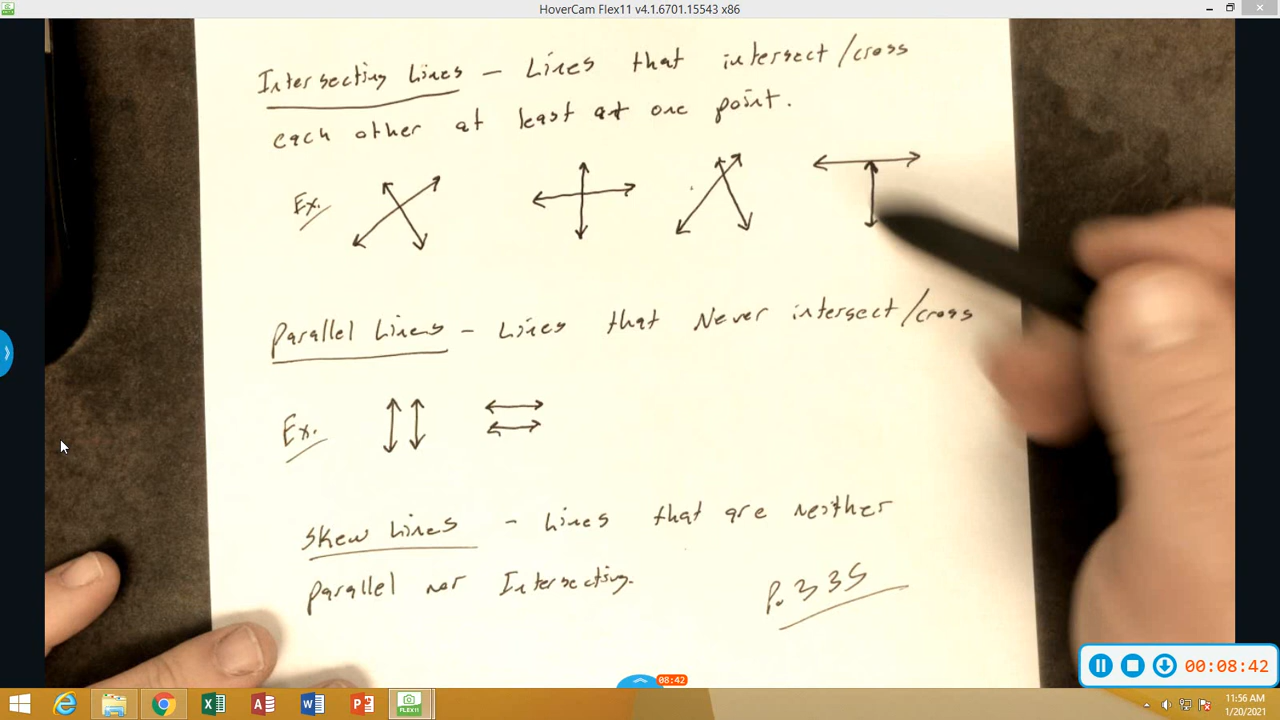 HoverCam Flex11 v4.1.6701.15543 x86
Intersecting Lines - Lines that intersect/cross
each other at least at one point.
Ex.
Parallel Lines - Lines that Never intersect/cross
Ex.
Skew Lines - Lines that are neither
parallel nor Intersecting.
P. 335
00:08:42
08:42
FLEX11
11:56 AM
1/20/2021